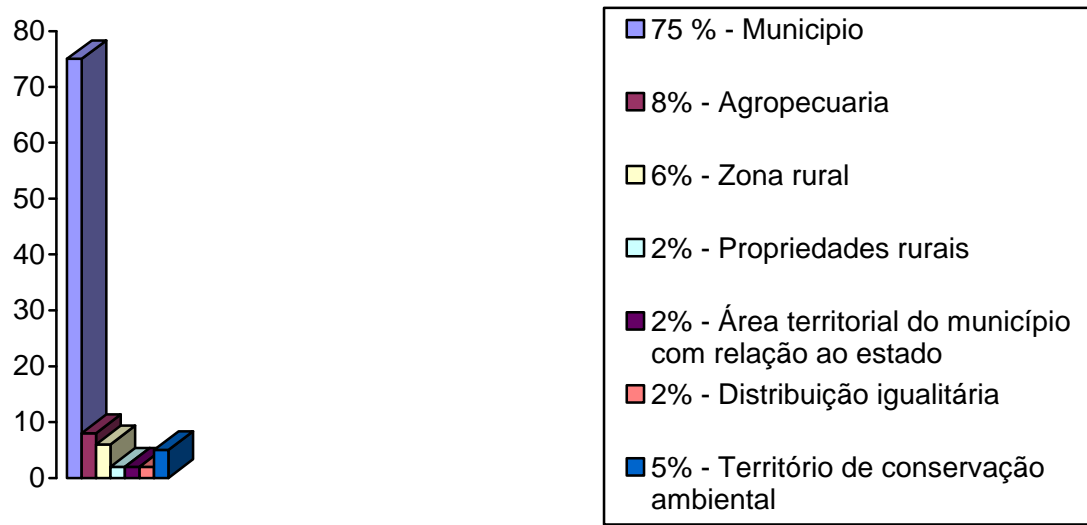 80
70
60
50
40
30
20
10
0
75 % - Municipio
8% - Agropecuaria
6% - Zona rural
2% - Propriedades rurais
2% - Área territorial do município
com relação ao estado
2% - Distribuição igualitária
5% - Território de conservação
ambiental